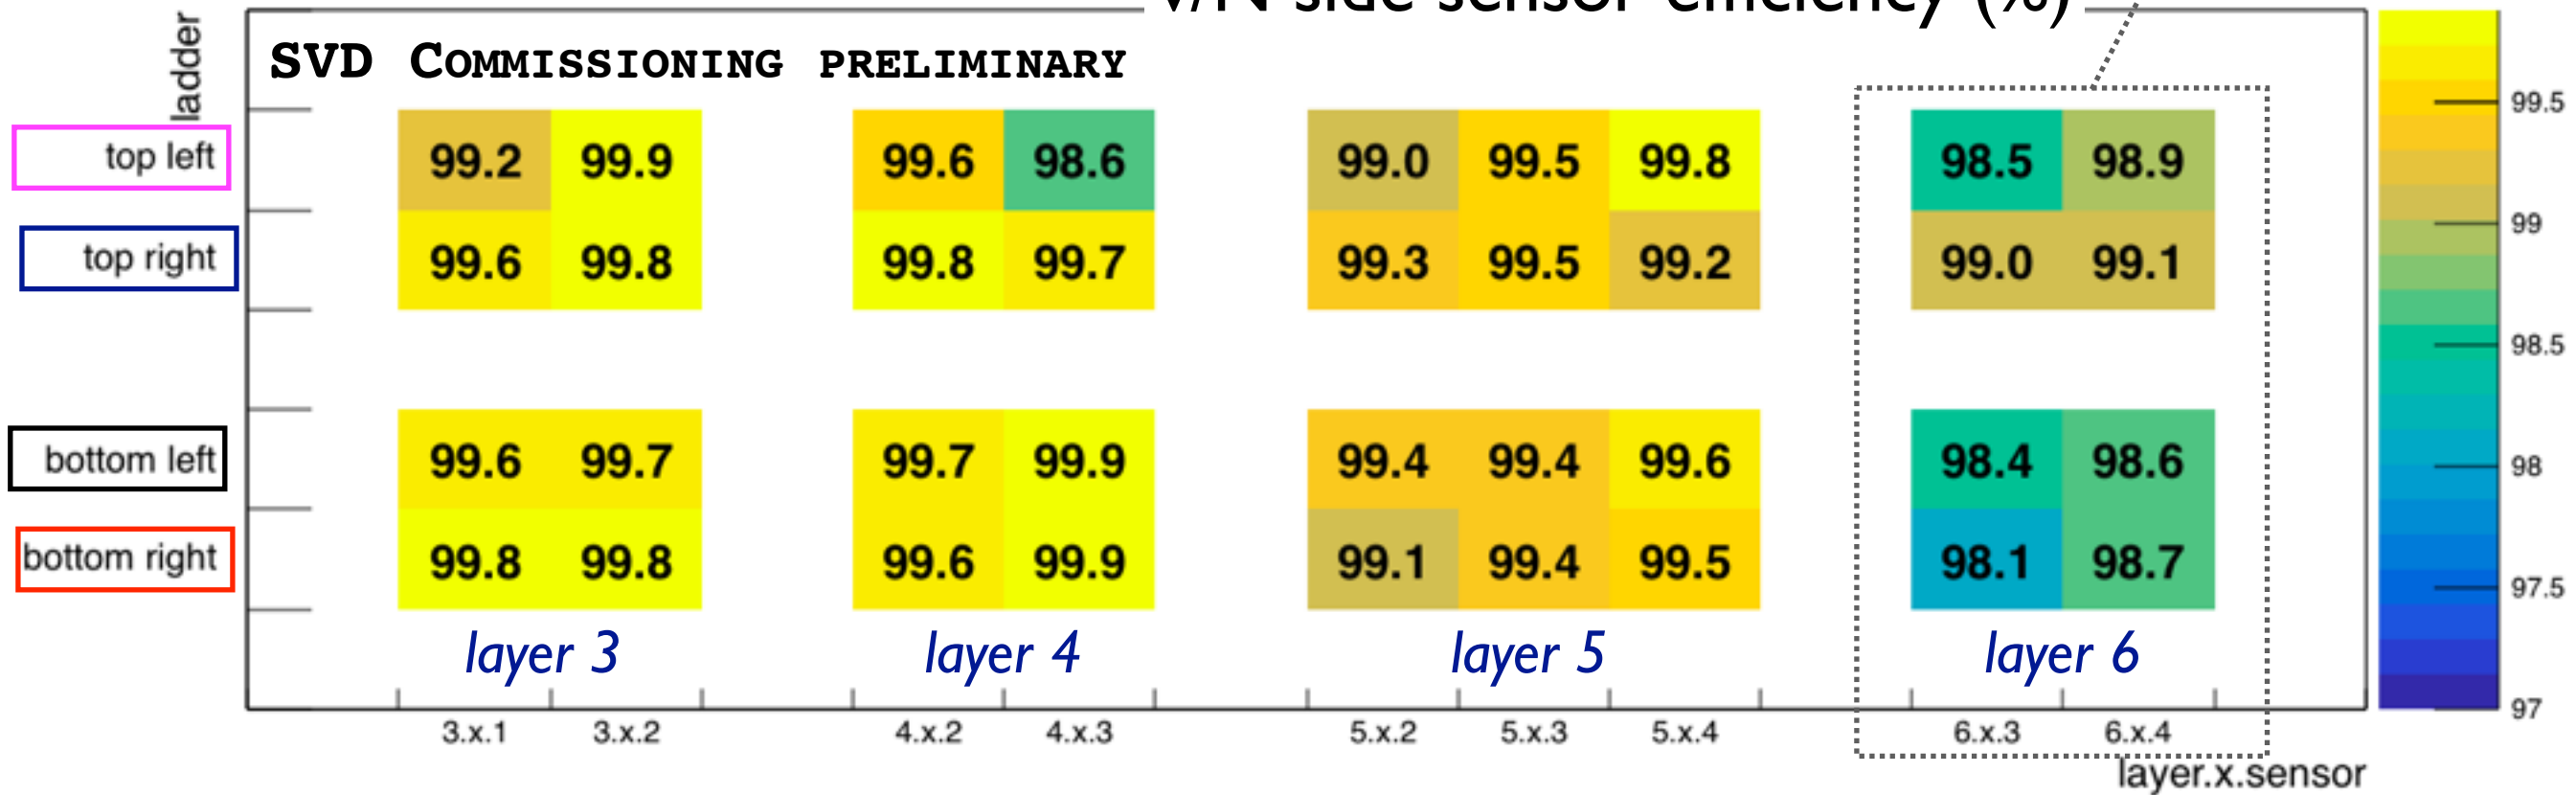 V/N side sensor efficiency (%)
ladder
SVD COMMISSIONING PRELIMINARY
top left 99.2 99.9 99.6 98.6 99.0 99.5 99.8 98.5 98.9
top right 99.6 99.8 99.8 99.7 99.3 99.5 99.2 99.0 99.1
bottom left 99.6 99.7 99.7 99.9 99.4 99.4 99.6 98.4 98.6
bottom right 99.8 99.8 99.6 99.9 99.1 99.4 99.5 98.1 98.7
layer 3 layer 4 layer 5 layer 6
3.x.1 3.x.2 4.x.2 4.x.3 5.x.2 5.x.3 5.x.4 6.x.3 6.x.4
layer.x.sensor
99.5
99
98.5
98
97.5
97